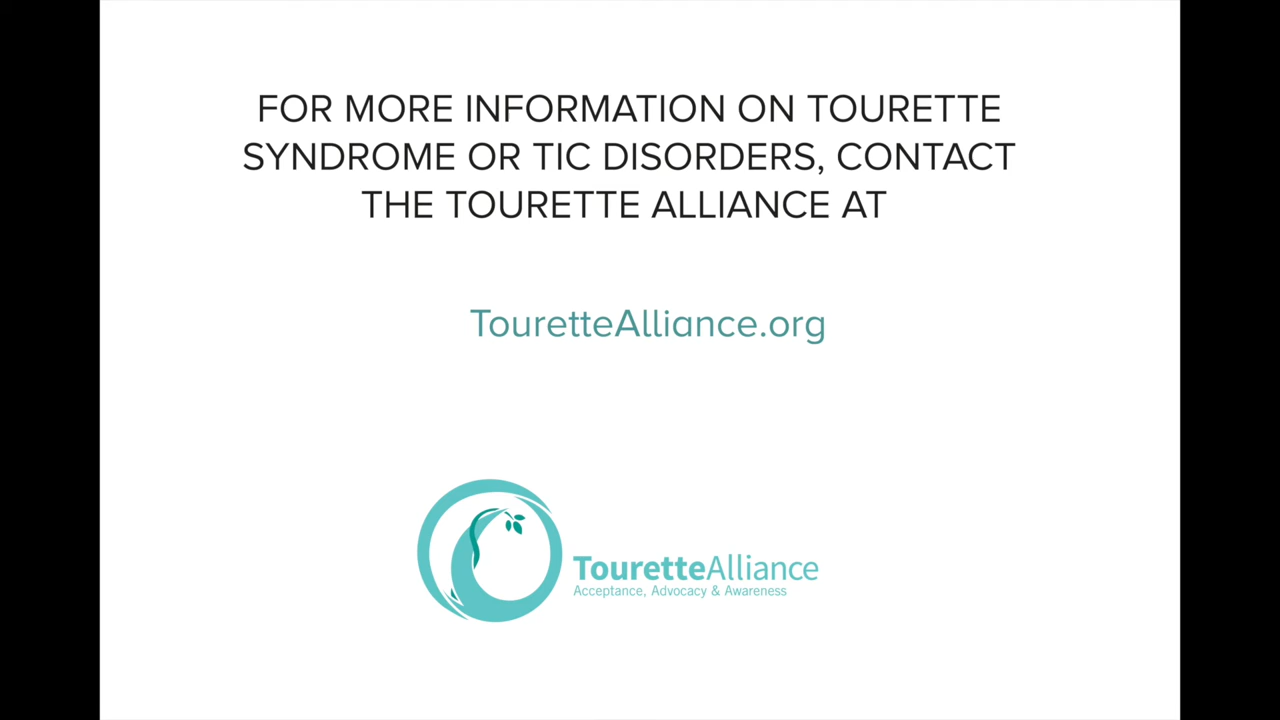 FOR MORE INFORMATION ON TOURETTE
SYNDROME OR TIC DISORDERS, CONTACT
THE TOURETTE ALLIANCE AT
TouretteAlliance.org
TouretteAlliance
Acceptance, Advocacy & Awareness